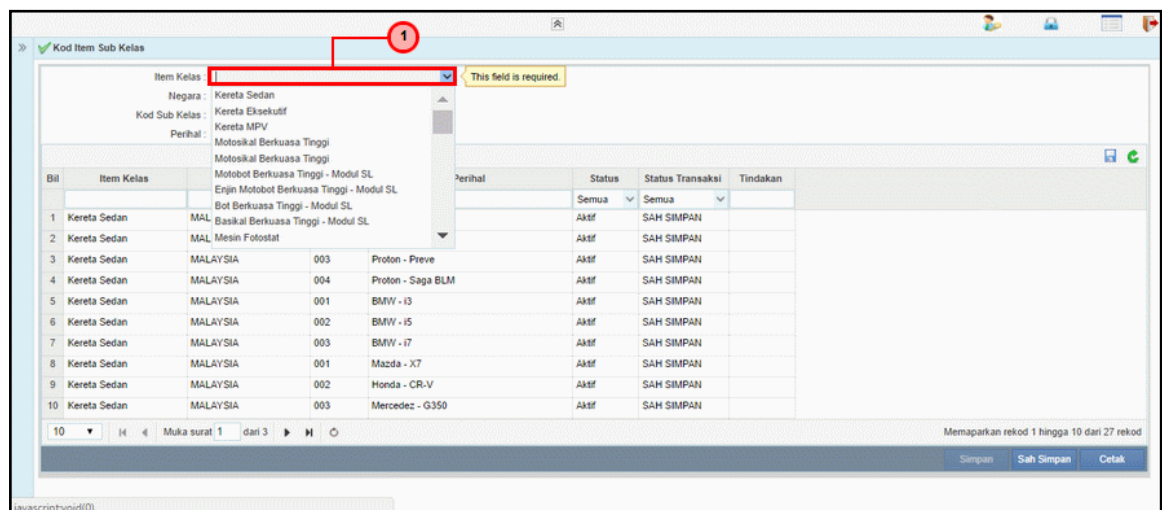 1
Kod Item Sub Kelas
Item Kelas :
This field is required.
Negara :
Kod Sub Kelas :
Perihal :
Kereta Sedan
Kereta Eksekutif
Kereta MPV
Motosikal Berkuasa Tinggi
Motosikal Berkuasa Tinggi
Motobot Berkuasa Tinggi - Modul SL
Enjin Motobot Berkuasa Tinggi - Modul SL
Bot Berkuasa Tinggi - Modul SL
Basikal Berkuasa Tinggi - Modul SL
Mesin Fotostat
Bil Item Kelas Perihal Status Status Transaksi Tindakan
Semua Semua
1 Kereta Sedan MAL Aktif SAH SIMPAN
2 Kereta Sedan MAL Aktif SAH SIMPAN
3 Kereta Sedan MALAYSIA 003 Proton - Preve Aktif SAH SIMPAN
4 Kereta Sedan MALAYSIA 004 Proton - Saga BLM Aktif SAH SIMPAN
5 Kereta Sedan MALAYSIA 001 BMW - i3 Aktif SAH SIMPAN
6 Kereta Sedan MALAYSIA 002 BMW - i5 Aktif SAH SIMPAN
7 Kereta Sedan MALAYSIA 003 BMW - i7 Aktif SAH SIMPAN
8 Kereta Sedan MALAYSIA 001 Mazda - X7 Aktif SAH SIMPAN
9 Kereta Sedan MALAYSIA 002 Honda - CR-V Aktif SAH SIMPAN
10 Kereta Sedan MALAYSIA 003 Mercedez - G350 Aktif SAH SIMPAN
10 Muka surat 1 dari 3 Memaparkan rekod 1 hingga 10 dari 27 rekod
Simpan Sah Simpan Cetak
javascript:void(0)